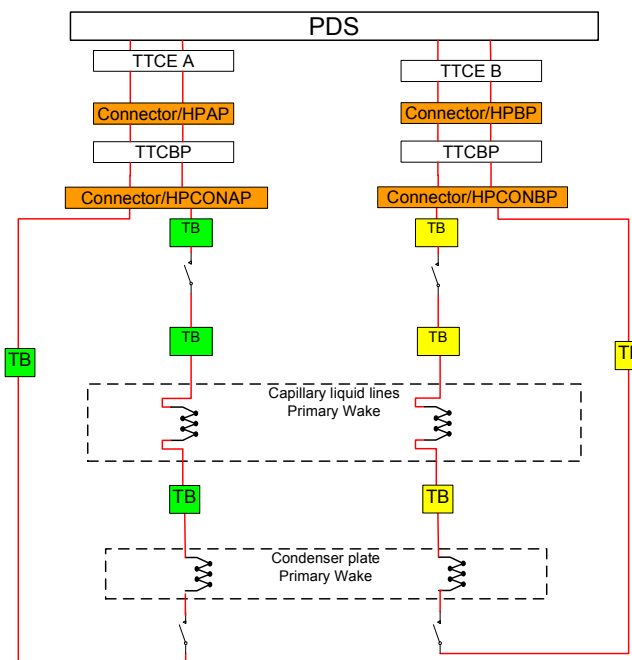 PDS
TTCE A
TTCE B
Connector/HPAP
Connector/HPBP
TTCBP
TTCBP
Connector/HPCONAP
Connector/HPCONBP
TB
TB
TB
TB
TB
Capillary liquid lines
Primary Wake
TB
TB
Condenser plate
Primary Wake